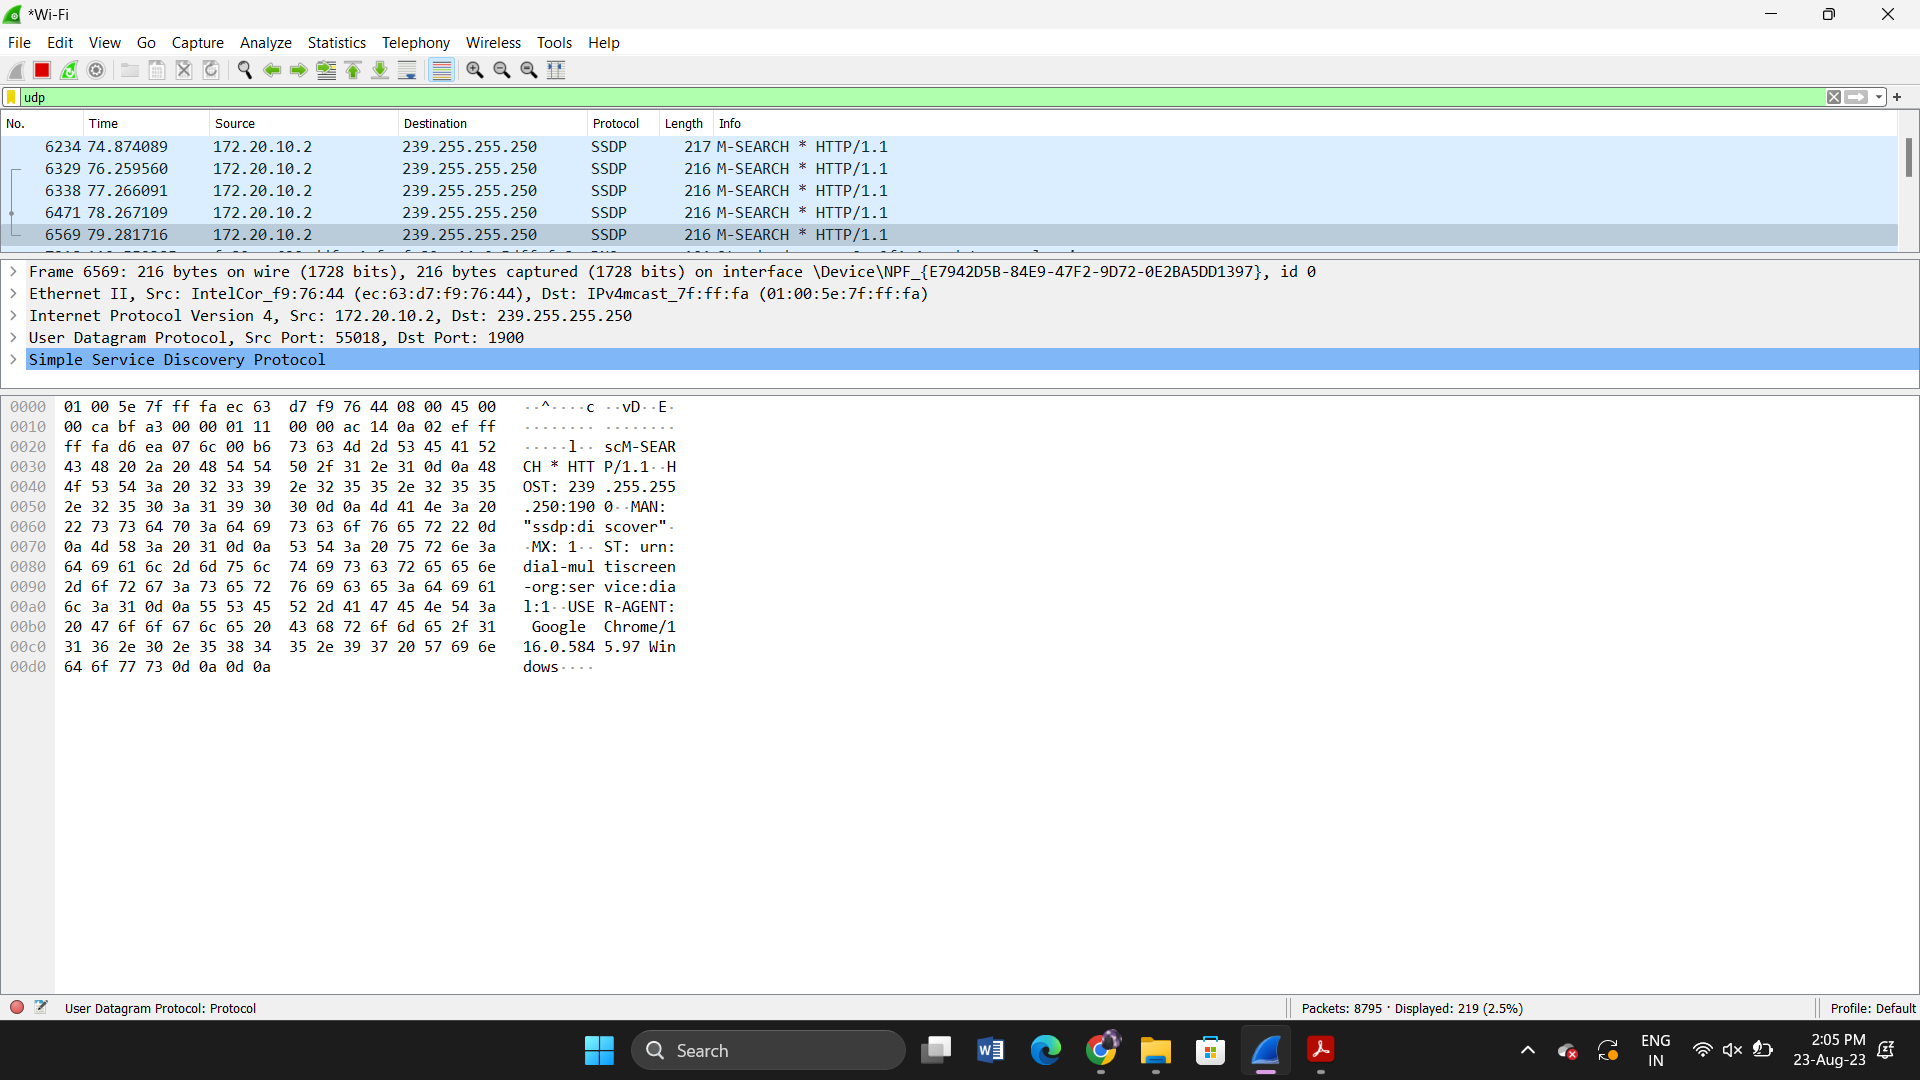 *Wi-Fi
File Edit View Go Capture Analyze Statistics Telephony Wireless Tools Help
udp
No. Time Source Destination Protocol Length Info
6234 74.874089 172.20.10.2 239.255.255.250 SSDP 217 M-SEARCH * HTTP/1.1
6329 76.259560 172.20.10.2 239.255.255.250 SSDP 216 M-SEARCH * HTTP/1.1
6338 77.266091 172.20.10.2 239.255.255.250 SSDP 216 M-SEARCH * HTTP/1.1
6471 78.267109 172.20.10.2 239.255.255.250 SSDP 216 M-SEARCH * HTTP/1.1
6569 79.281716 172.20.10.2 239.255.255.250 SSDP 216 M-SEARCH * HTTP/1.1
Frame 6569: 216 bytes on wire (1728 bits), 216 bytes captured (1728 bits) on interface \Device\NPF_{E7942D5B-84E9-47F2-9D72-0E2BA5DD1397}, id 0
Ethernet II, Src: IntelCor_f9:76:44 (ec:63:d7:f9:76:44), Dst: IPv4mcast_7f:ff:fa (01:00:5e:7f:ff:fa)
Internet Protocol Version 4, Src: 172.20.10.2, Dst: 239.255.255.250
User Datagram Protocol, Src Port: 55018, Dst Port: 1900
Simple Service Discovery Protocol
0000 01 00 5e 7f ff fa ec 63 d7 f9 76 44 08 00 45 00 ··^····c ··vD··E·
0010 00 ca bf a3 00 00 01 11 00 00 ac 14 0a 02 ef ff ········ ········
0020 ff fa d6 ea 07 6c 00 b6 73 63 4d 2d 53 45 41 52 ·····l·· scM-SEAR
0030 43 48 20 2a 20 48 54 54 50 2f 31 2e 31 0d 0a 48 CH * HTT P/1.1··H
0040 4f 53 54 3a 20 32 33 39 2e 32 35 35 2e 32 35 35 OST: 239 .255.255
0050 2e 32 35 30 3a 31 39 30 30 0d 0a 4d 41 4e 3a 20 .250:190 0··MAN:
0060 22 73 73 64 70 3a 64 69 73 63 6f 76 65 72 22 0d "ssdp:di scover"·
0070 0a 4d 58 3a 20 31 0d 0a 53 54 3a 20 75 72 6e 3a ·MX: 1·· ST: urn:
0080 64 69 61 6c 2d 6d 75 6c 74 69 73 63 72 65 65 6e dial-mul tiscreen
0090 2d 6f 72 67 3a 73 65 72 76 69 63 65 3a 64 69 61 -org:ser vice:dia
00a0 6c 3a 31 0d 0a 55 53 45 52 2d 41 47 45 4e 54 3a l:1··USE R-AGENT:
00b0 20 47 6f 6f 67 6c 65 20 43 68 72 6f 6d 65 2f 31 Google Chrome/1
00c0 31 36 2e 30 2e 35 38 34 35 2e 39 37 20 57 69 6e 16.0.584 5.97 Win
00d0 64 6f 77 73 0d 0a 0d 0a dows····
User Datagram Protocol: Protocol Packets: 8795 · Displayed: 219 (2.5%) Profile: Default
Search
ENG
IN
2:05 PM
23-Aug-23